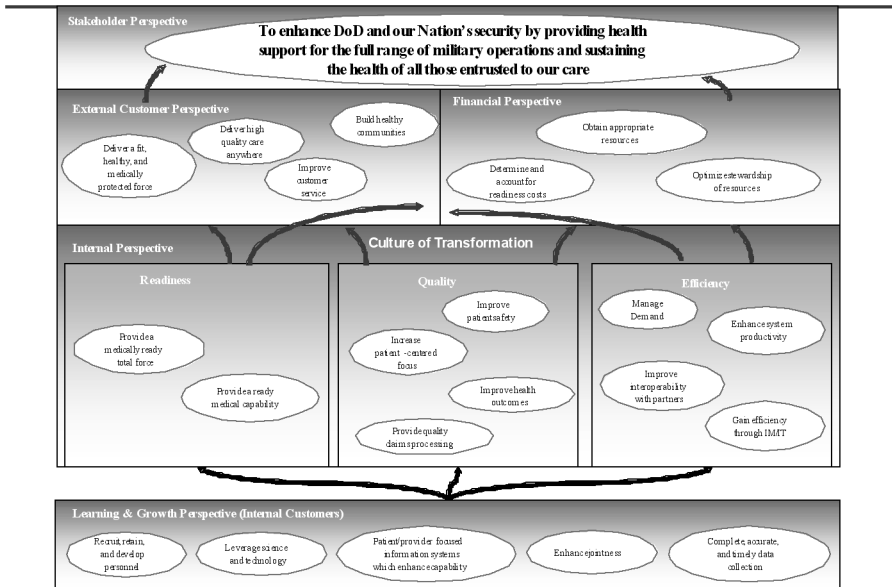 Stakeholder Perspective
To enhance DoD and our Nation's security by providing health
support for the full range of military operations and sustaining
the health of all those entrusted to our care
External Customer Perspective
Deliver a fit,
healthy, and
medically
protected force
Deliver high
quality care
anywhere
Build healthy
communities
Improve
customer
service
Financial Perspective
Obtain appropriate
resources
Determine and
account for
readiness costs
Optimize stewardship
of resources
Internal Perspective
Culture of Transformation
Readiness
Provide a
medically ready
total force
Provide a ready
medical capability
Quality
Improve
patient safety
Increase
patient -centered
focus
Improve health
outcomes
Provide quality
claims processing
Efficiency
Manage
Demand
Enhance system
productivity
Improve
interoperability
with partners
Gain efficiency
through IM/IT
Learning & Growth Perspective (Internal Customers)
Recruit, retain,
and develop
personnel
Leverage science
and technology
Patient/provider focused
information systems
which enhance capability
Enhance jointness
Complete, accurate,
and timely data
collection